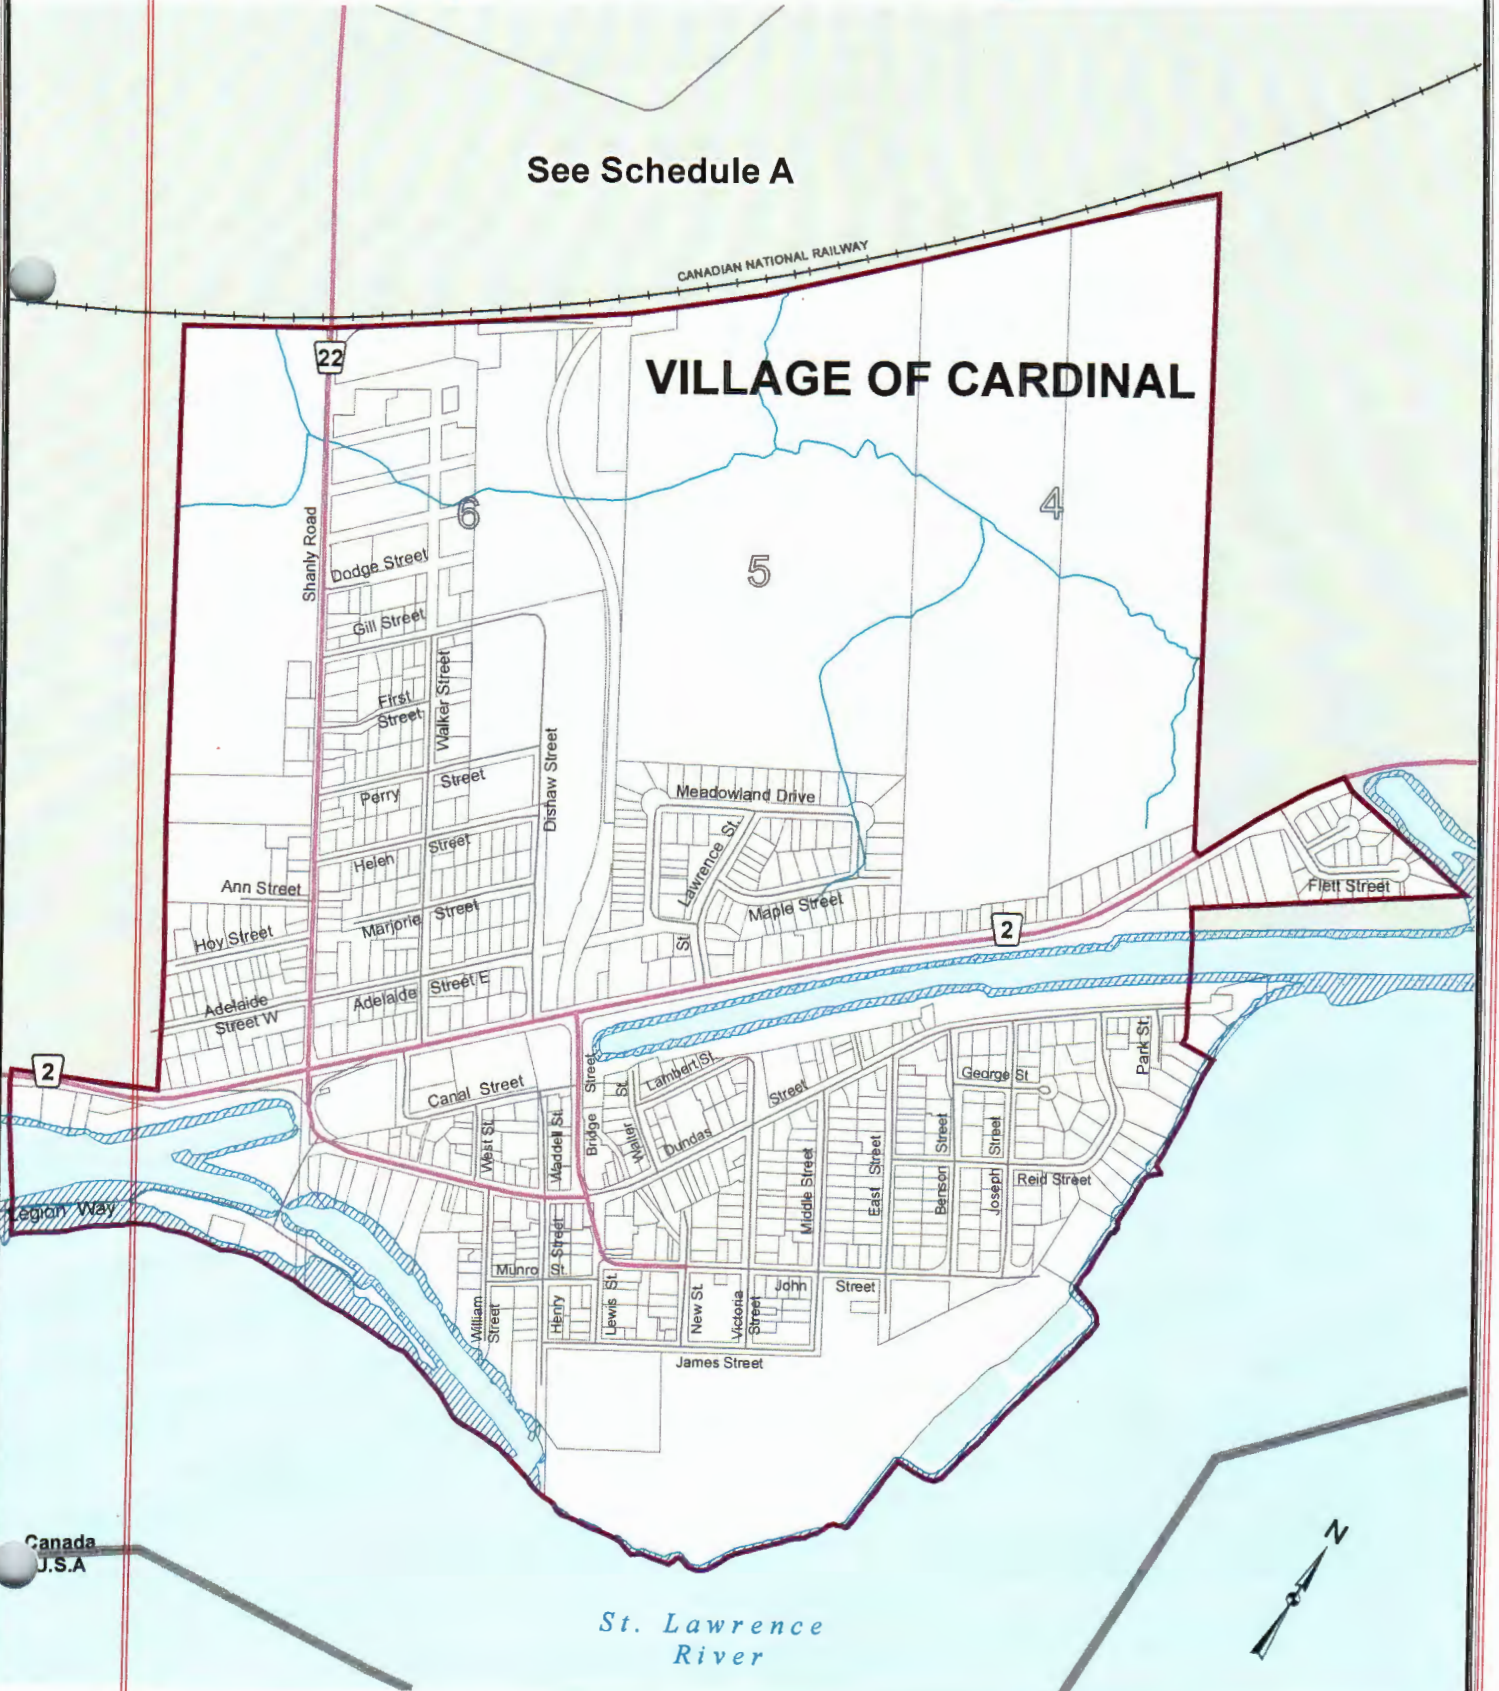 See Schedule A
CANADIAN NATIONAL RAILWAY
VILLAGE OF CARDINAL
22
6
5
4
Shanly Road
Dodge Street
Gill Street
First
Street
Walker Street
Perry
Street
Dishaw Street
Meadowland Drive
Lawrence St.
Helen
Street
Ann Street
Maple Street
Flett Street
Marjorie
Street
Hoy Street
St
2
Adelaide
Street W
Adelaide
Street E
2
Park St.
George St
Lambert St.
Canal Street
Bridge
Street
Walter
St.
Dundas
Street
West St.
Waddell St.
Middle Street
East Street
Benson
Street
Joseph
Street
Reid Street
Legion Way
Munro
St.
Henry
Street
Lewis St.
New St.
Victoria
Street
John
Street
William
Street
James Street
Canada
U.S.A
N
St. Lawrence
River